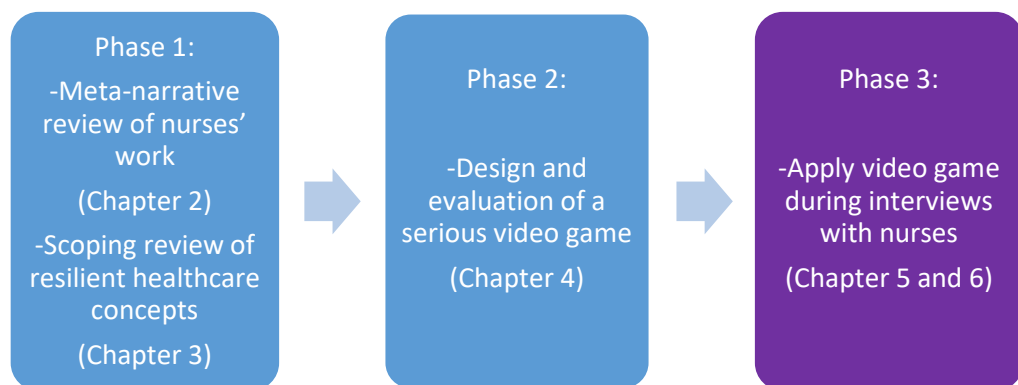 Phase 1:
-Meta-narrative
review of nurses’
work
(Chapter 2)
-Scoping review of
resilient healthcare
concepts
(Chapter 3)
Phase 2:
-Design and
evaluation of a
serious video game
(Chapter 4)
Phase 3:
-Apply video game
during interviews
with nurses
(Chapter 5 and 6)